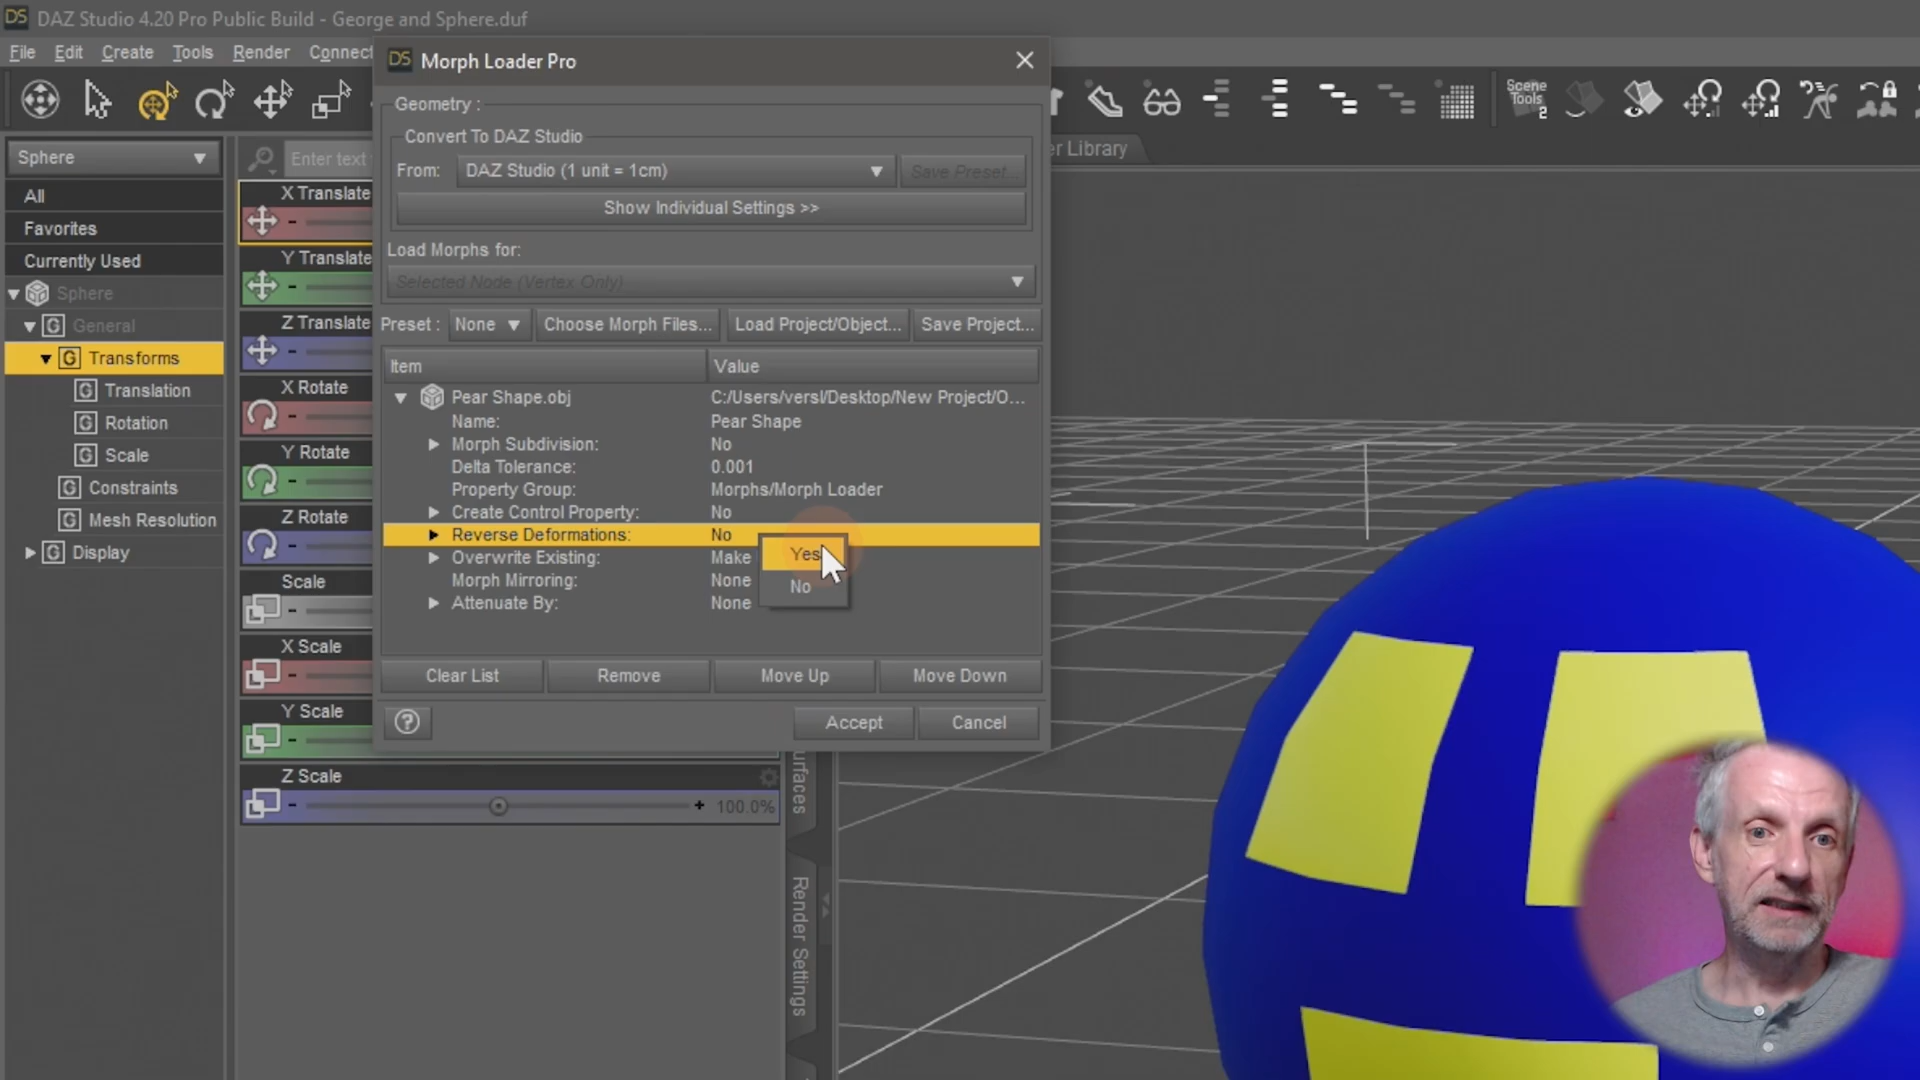 DS DAZ Studio 4.20 Pro Public Build - George and Sphere.duf
File Edit Create Tools Render Connect
DS Morph Loader Pro
Geometry :
Convert To DAZ Studio
From: DAZ Studio (1 unit = 1cm) Save Preset...
Show Individual Settings >>
Load Morphs for:
Selected Node (Vertex Only)
Preset : None Choose Morph Files... Load Project/Object... Save Project...
Item Value
Pear Shape.obj C:/Users/versl/Desktop/New Project/O...
Name: Pear Shape
Morph Subdivision: No
Delta Tolerance: 0.001
Property Group: Morphs/Morph Loader
Create Control Property: No
Reverse Deformations: No
Overwrite Existing: Make
Morph Mirroring: None
Attenuate By: None
Yes
No
Clear List Remove Move Up Move Down
? Accept Cancel
Scene
Tools
2
er Library
Sphere
All
Favorites
Currently Used
Sphere
G General
G Transforms
G Translation
G Rotation
G Scale
G Constraints
G Mesh Resolution
G Display
Enter text
X Translate
Y Translate
Z Translate
X Rotate
Y Rotate
Z Rotate
Scale
X Scale
Y Scale
Z Scale
- + 100.0%
urfaces
Render Settings